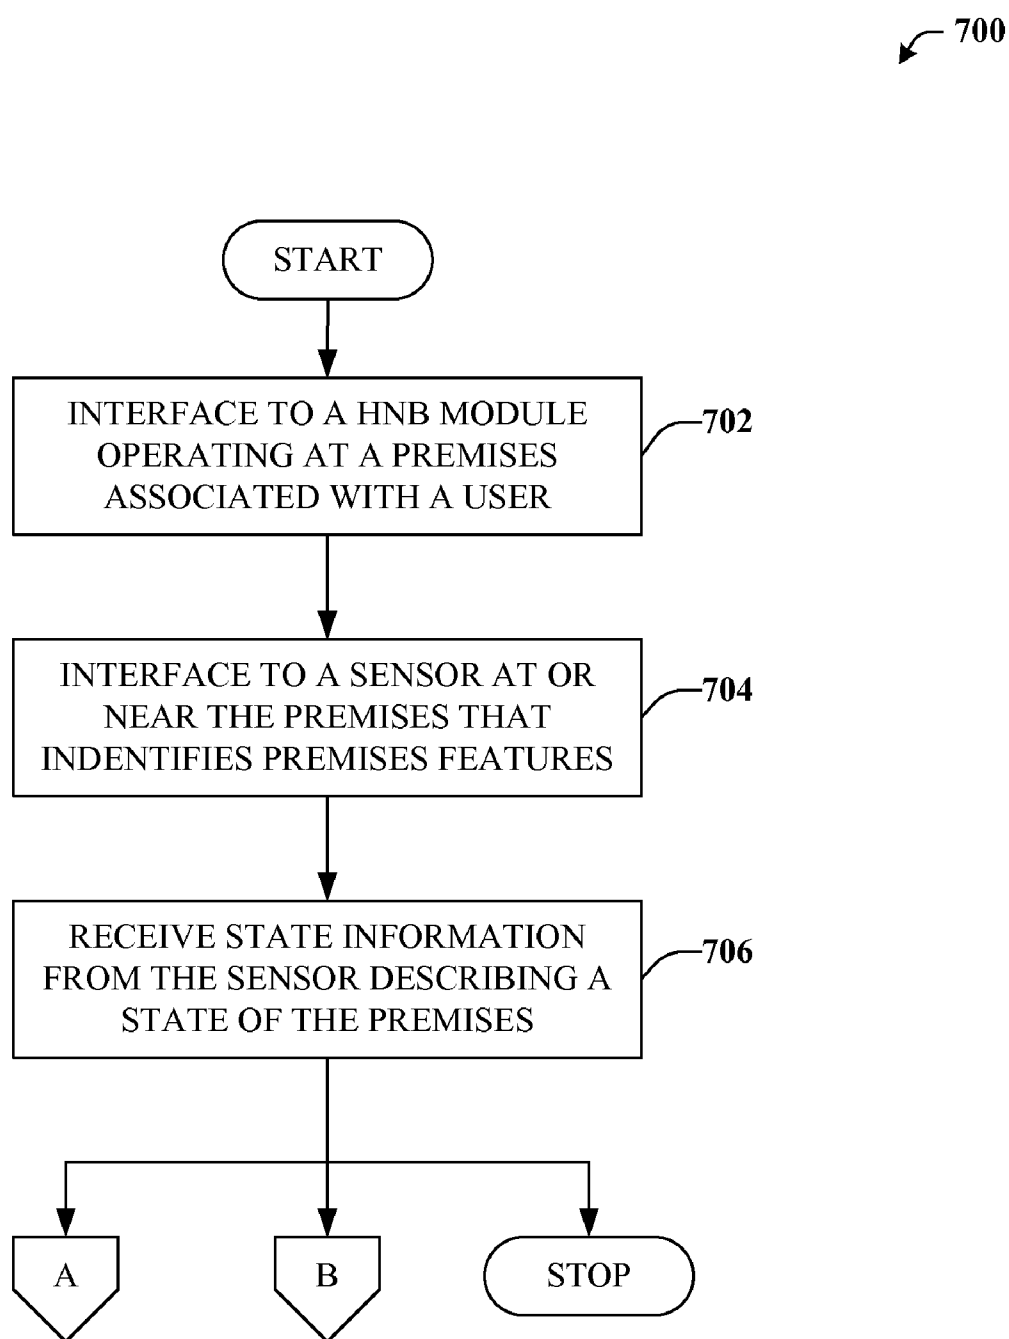 700
START
INTERFACE TO A HNB MODULE
OPERATING AT A PREMISES
ASSOCIATED WITH A USER
702
INTERFACE TO A SENSOR AT OR
NEAR THE PREMISES THAT
INDENTIFIES PREMISES FEATURES
704
RECEIVE STATE INFORMATION
FROM THE SENSOR DESCRIBING A
STATE OF THE PREMISES
706
A
B
STOP